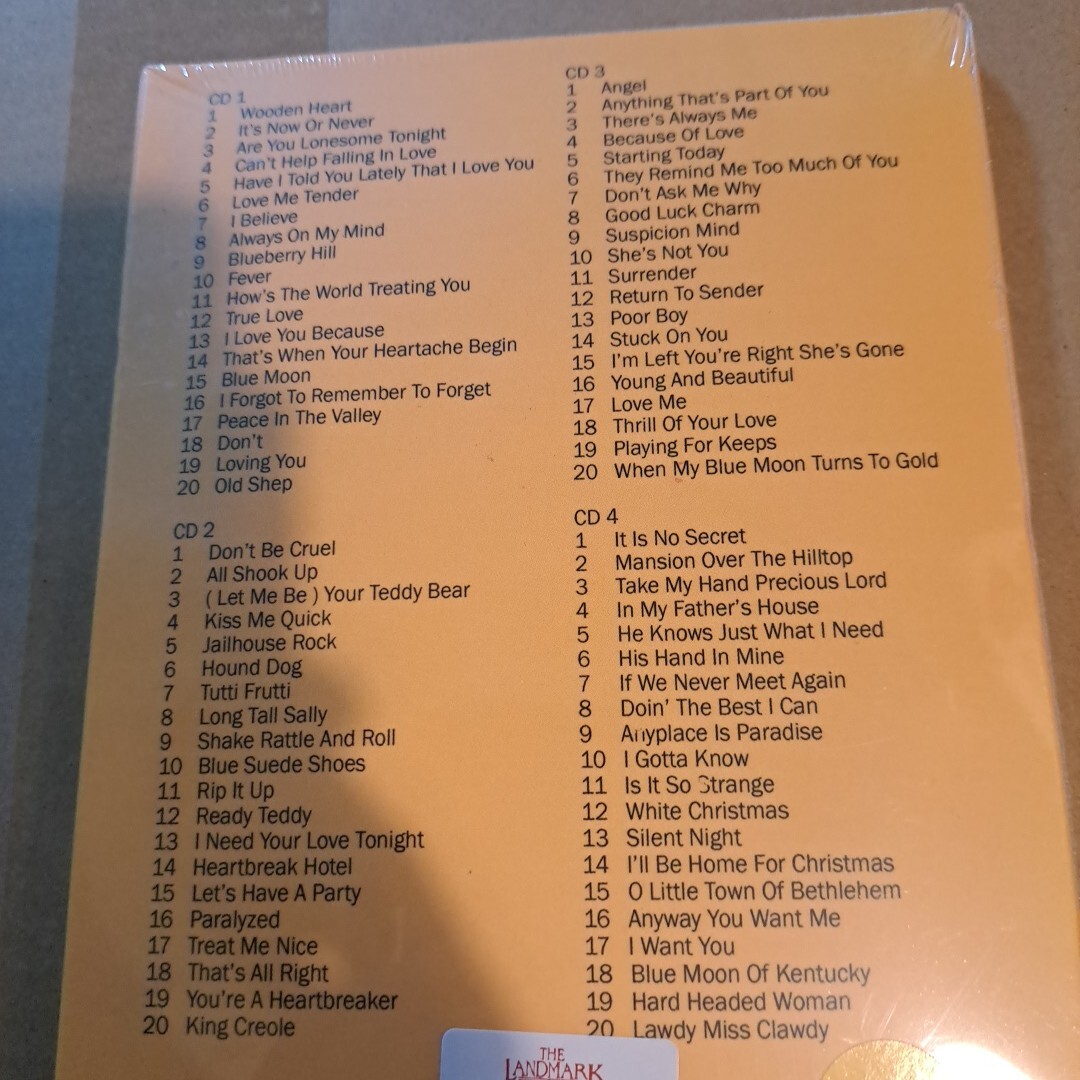 CD 1
1 Wooden Heart
2 It's Now Or Never
3 Are You Lonesome Tonight
4 Can't Help Falling In Love
5 Have I Told You Lately That I Love You
6 Love Me Tender
7 I Believe
8 Always On My Mind
9 Blueberry Hill
10 Fever
11 How's The World Treating You
12 True Love
13 I Love You Because
14 That's When Your Heartache Begin
15 Blue Moon
16 I Forgot To Remember To Forget
17 Peace In The Valley
18 Don't
19 Loving You
20 Old Shep
CD 2
1 Don't Be Cruel
2 All Shook Up
3 ( Let Me Be ) Your Teddy Bear
4 Kiss Me Quick
5 Jailhouse Rock
6 Hound Dog
7 Tutti Frutti
8 Long Tall Sally
9 Shake Rattle And Roll
10 Blue Suede Shoes
11 Rip It Up
12 Ready Teddy
13 I Need Your Love Tonight
14 Heartbreak Hotel
15 Let's Have A Party
16 Paralyzed
17 Treat Me Nice
18 That's All Right
19 You're A Heartbreaker
20 King Creole
CD 3
1 Angel
2 Anything That's Part Of You
3 There's Always Me
4 Because Of Love
5 Starting Today
6 They Remind Me Too Much Of You
7 Don't Ask Me Why
8 Good Luck Charm
9 Suspicion Mind
10 She's Not You
11 Surrender
12 Return To Sender
13 Poor Boy
14 Stuck On You
15 I'm Left You're Right She's Gone
16 Young And Beautiful
17 Love Me
18 Thrill Of Your Love
19 Playing For Keeps
20 When My Blue Moon Turns To Gold
CD 4
1 It Is No Secret
2 Mansion Over The Hilltop
3 Take My Hand Precious Lord
4 In My Father's House
5 He Knows Just What I Need
6 His Hand In Mine
7 If We Never Meet Again
8 Doin' The Best I Can
9 Anyplace Is Paradise
10 I Gotta Know
11 Is It So Strange
12 White Christmas
13 Silent Night
14 I'll Be Home For Christmas
15 O Little Town Of Bethlehem
16 Anyway You Want Me
17 I Want You
18 Blue Moon Of Kentucky
19 Hard Headed Woman
20 Lawdy Miss Clawdy
THE
LANDMARK